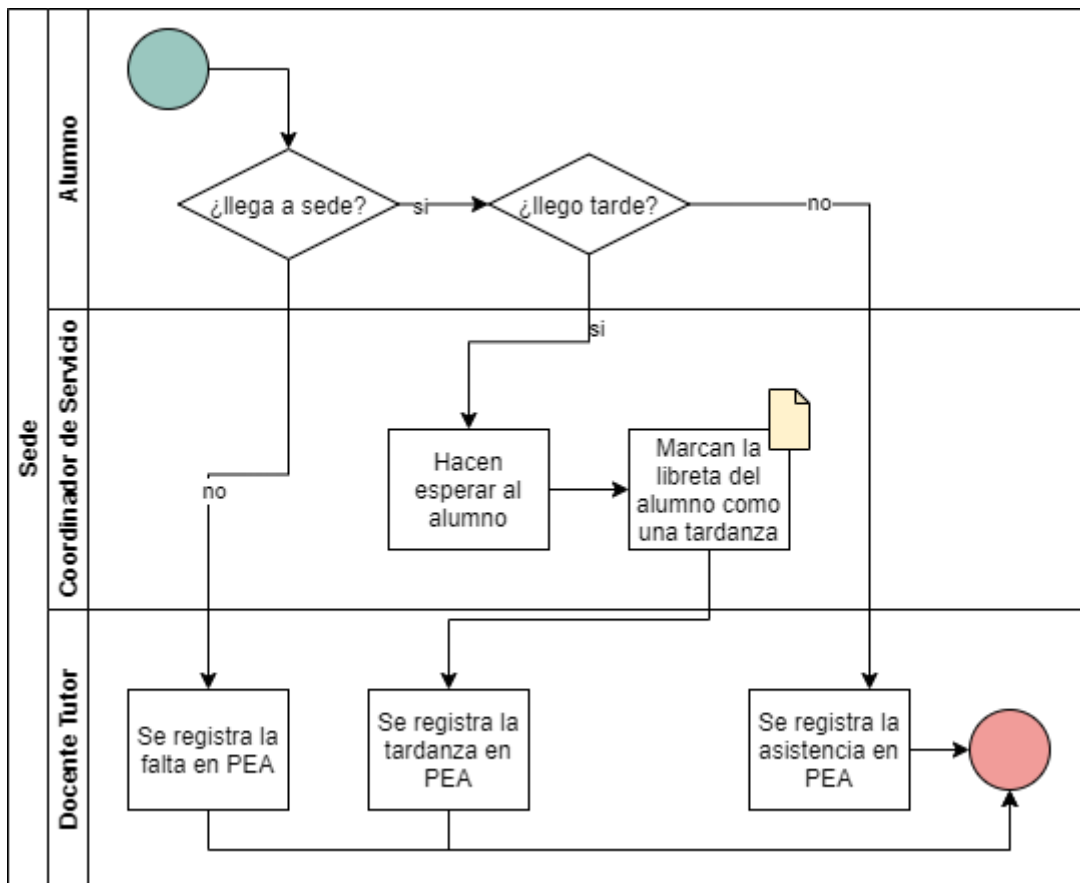 Sede
Alumno
¿llega a sede?
si
¿llego tarde?
no
Coordinador de Servicio
si
Hacen
esperar al
alumno
Marcan la
libreta del
alumno como
una tardanza
no
Docente Tutor
Se registra la
falta en PEA
Se registra la
tardanza en
PEA
Se registra la
asistencia en
PEA